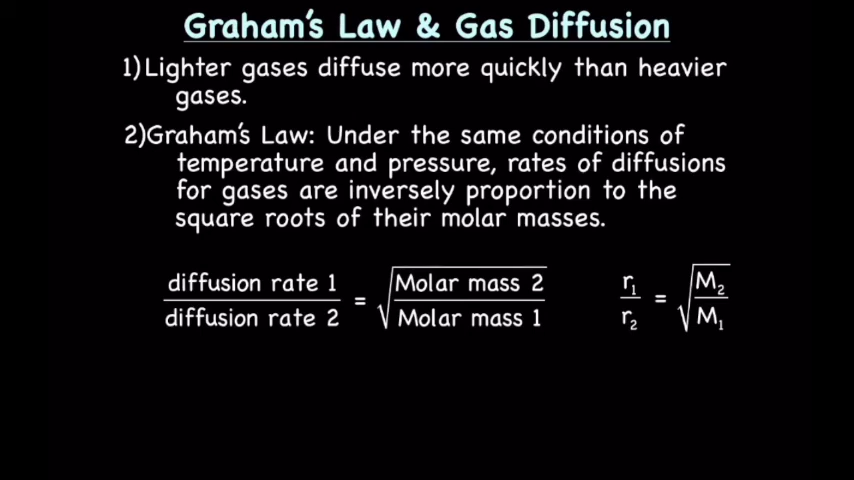 Graham's Law & Gas Diffusion
1)Lighter gases diffuse more quickly than heavier
gases.
2)Graham's Law: Under the same conditions of
temperature and pressure, rates of diffusions
for gases are inversely proportion to the
square roots of their molar masses.
diffusion rate 1 / diffusion rate 2 = √(Molar mass 2 / Molar mass 1)
r₁ / r₂ = √(M₂ / M₁)